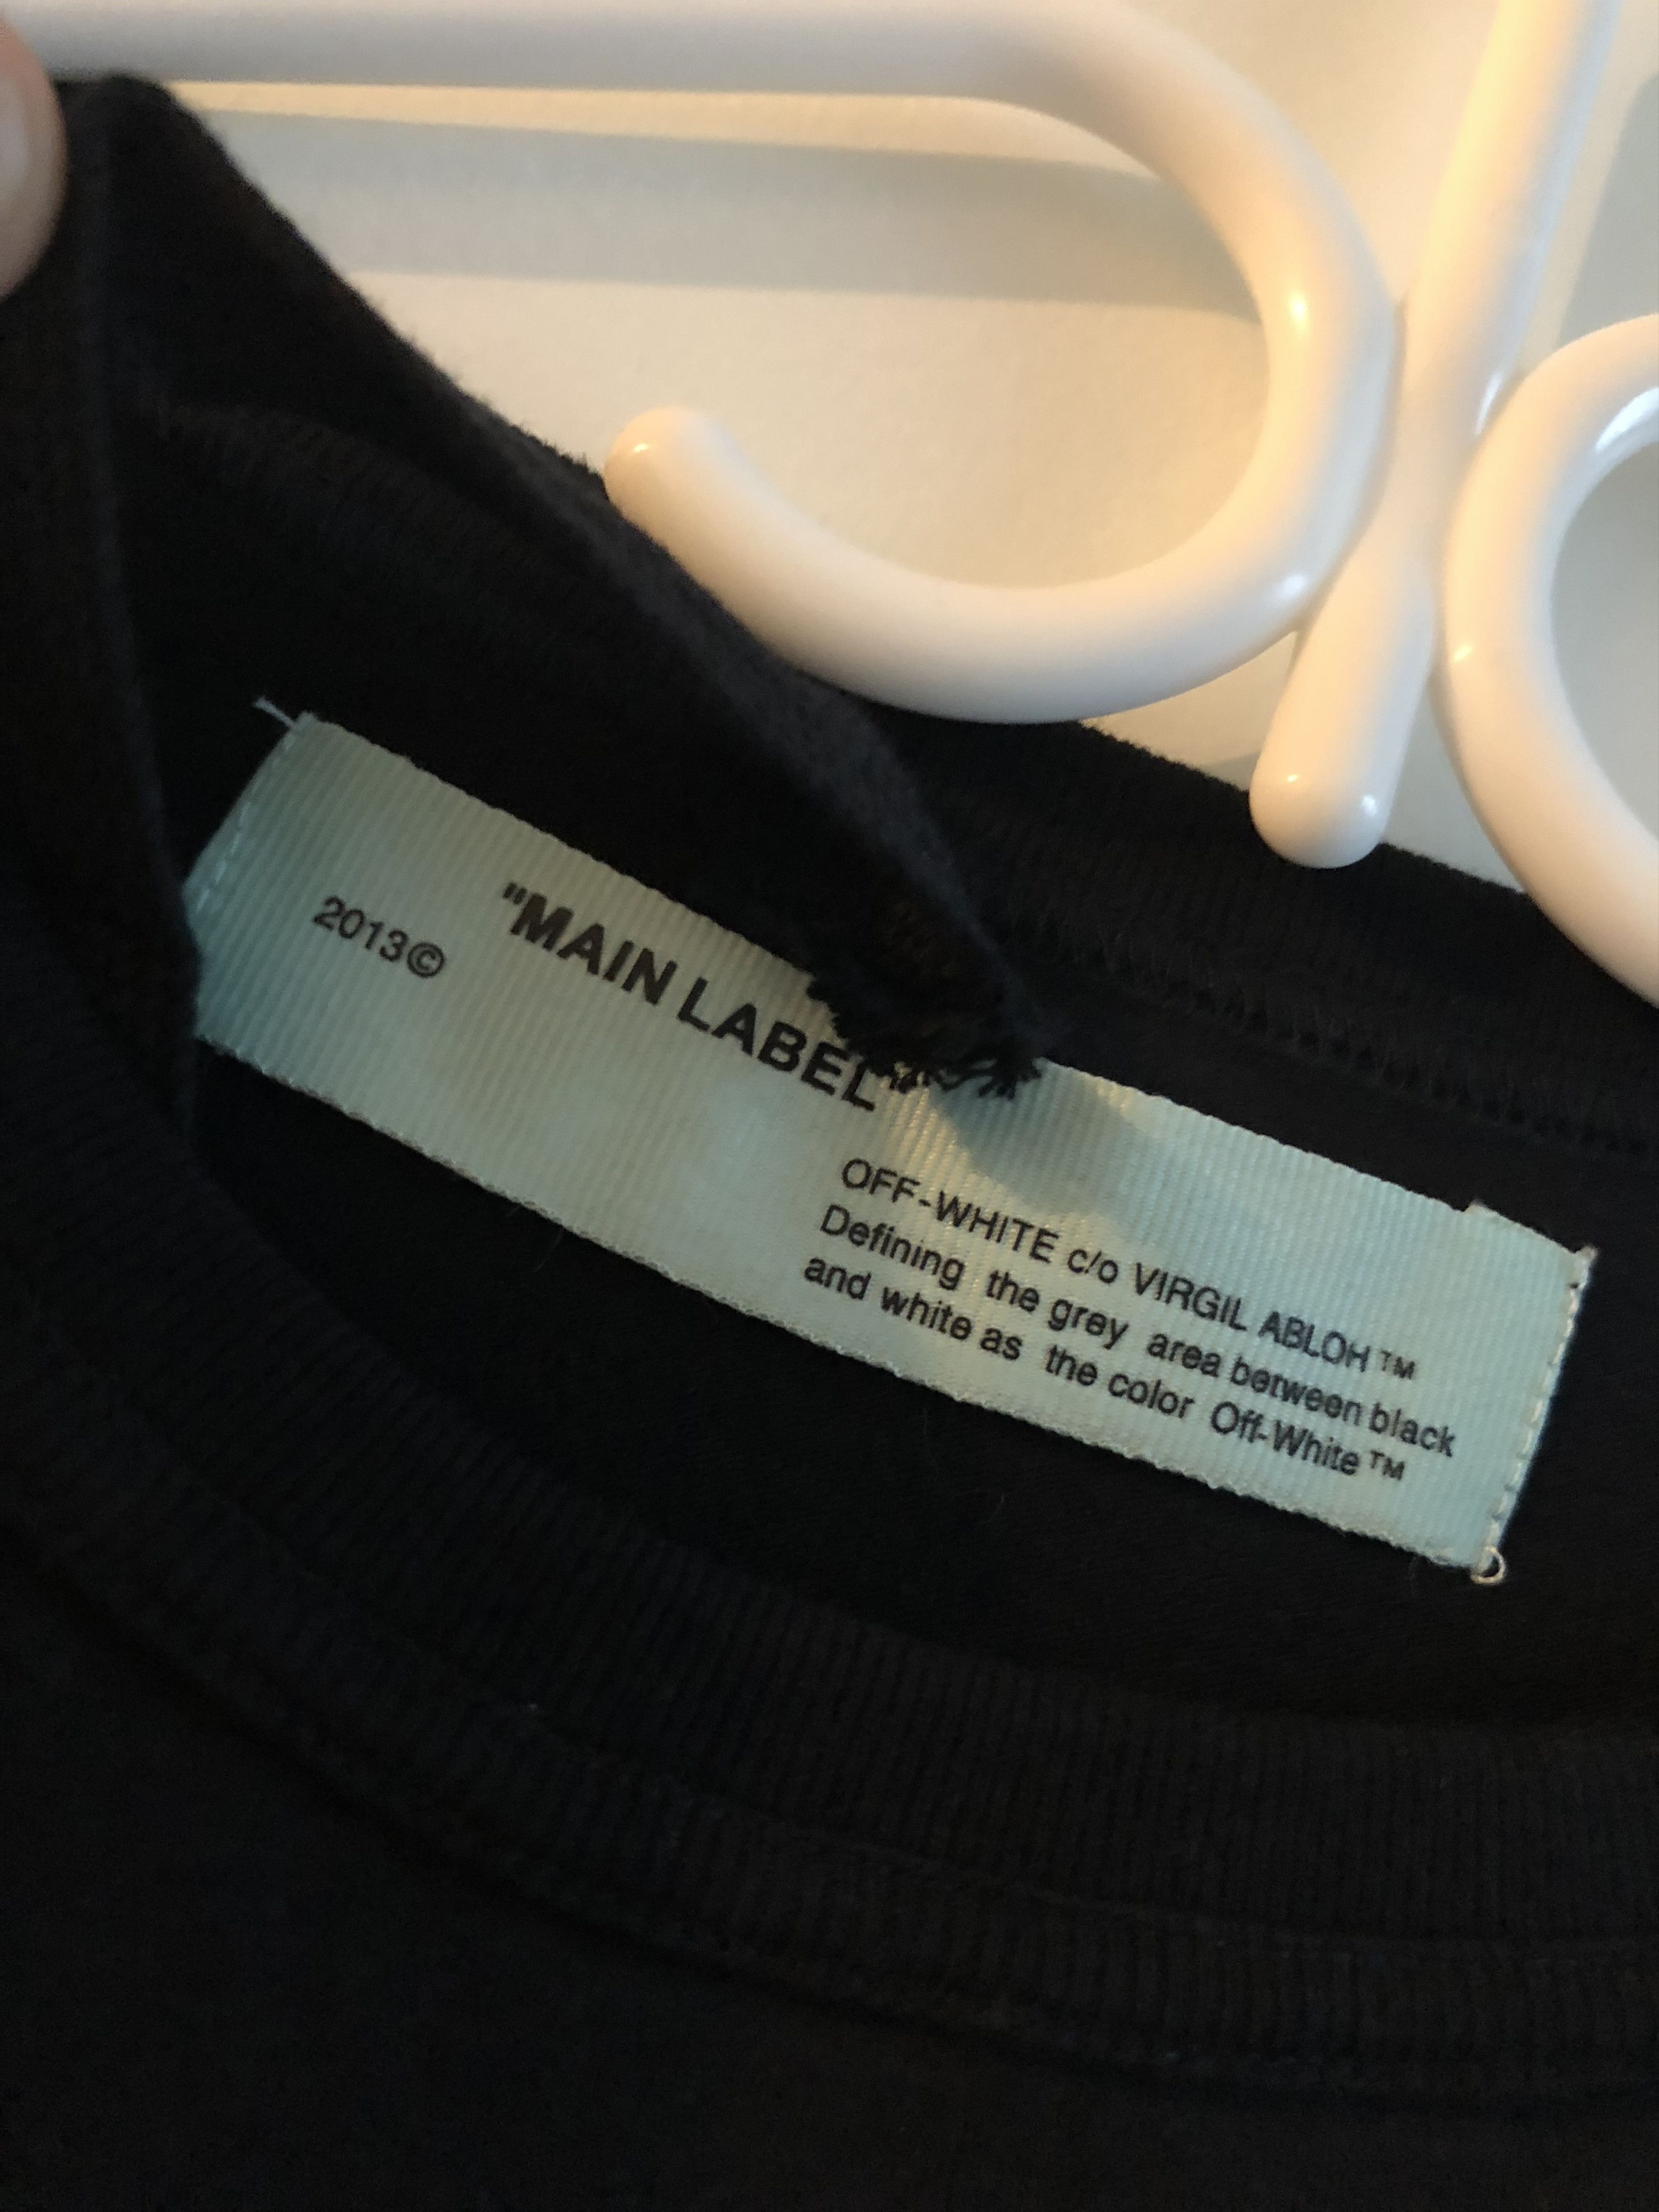 2013©
"MAIN LABEL"
OFF-WHITE c/o VIRGIL ABLOH™
Defining the grey area between black
and white as the color Off-White™